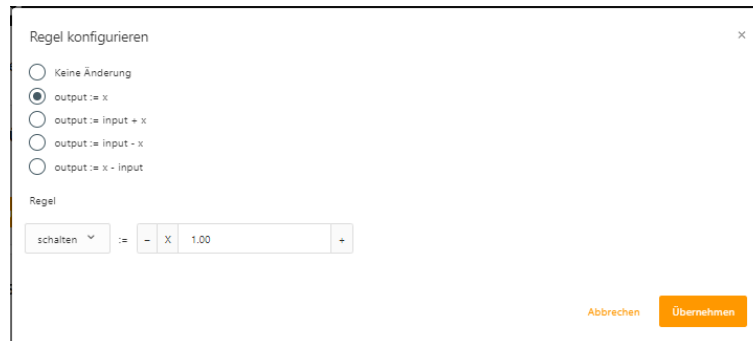 Regel konfigurieren ×
Keine Änderung
output := x
output := input + x
output := input - x
output := x - input
Regel
schalten := – X 1.00 +
Abbrechen Übernehmen